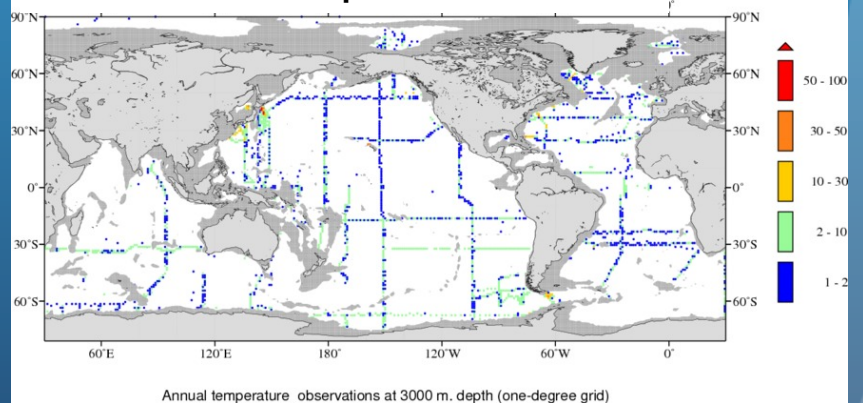 0°
90°N 90°N
60°N 60°N
30°N 30°N
0° 0°
30°S 30°S
60°S 60°S
60°E 120°E 180° 120°W 60°W 0°
50 - 100
30 - 50
10 - 30
2 - 10
1 - 2
Annual temperature observations at 3000 m. depth (one-degree grid)